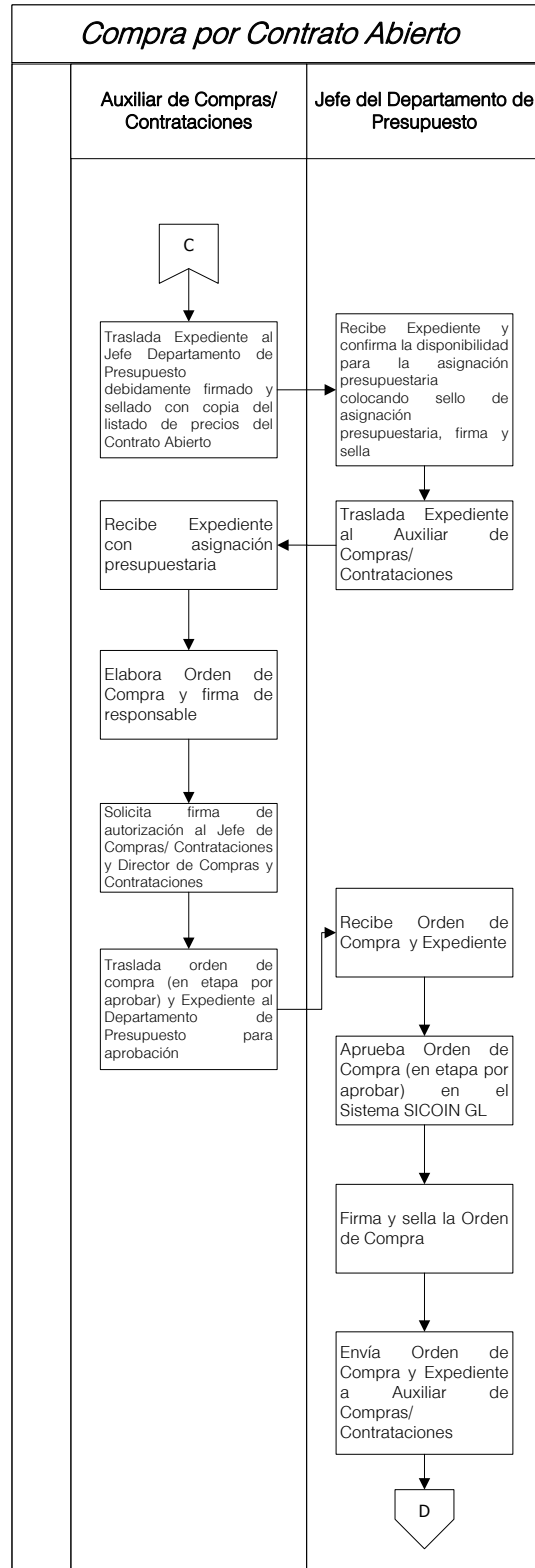 Compra por Contrato Abierto
Auxiliar de Compras/
Contrataciones
Jefe del Departamento de
Presupuesto
C
Traslada Expediente al
Jefe Departamento de
Presupuesto
debidamente firmado y
sellado con copia del
listado de precios del
Contrato Abierto
Recibe Expediente y
confirma la disponibilidad
para la asignación
presupuestaria
colocando sello de
asignación
presupuestaria, firma y
sella
Traslada Expediente
al Auxiliar de
Compras/
Contrataciones
Recibe Expediente
con asignación
presupuestaria
Elabora Orden de
Compra y firma de
responsable
Solicita firma de
autorización al Jefe de
Compras/ Contrataciones
y Director de Compras y
Contrataciones
Traslada orden de
compra (en etapa por
aprobar) y Expediente al
Departamento de
Presupuesto para
aprobación
Recibe Orden de
Compra y Expediente
Aprueba Orden de
Compra (en etapa por
aprobar) en el
Sistema SICOIN GL
Firma y sella la Orden
de Compra
Envía Orden de
Compra y Expediente
a Auxiliar de
Compras/
Contrataciones
D